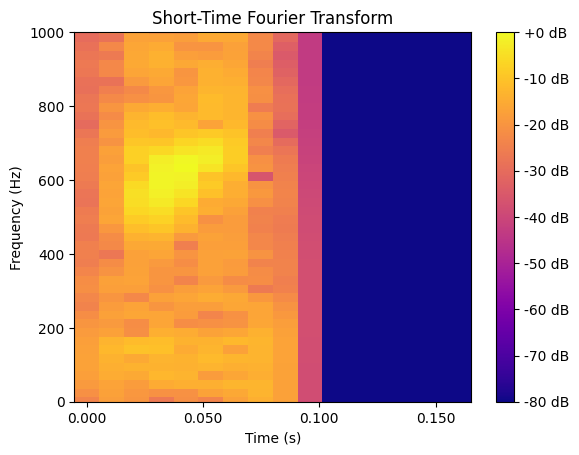 Short-Time Fourier Transform
1000
800
600
400
200
0
Frequency (Hz)
0.000
0.050
0.100
0.150
Time (s)
+0 dB
-10 dB
-20 dB
-30 dB
-40 dB
-50 dB
-60 dB
-70 dB
-80 dB